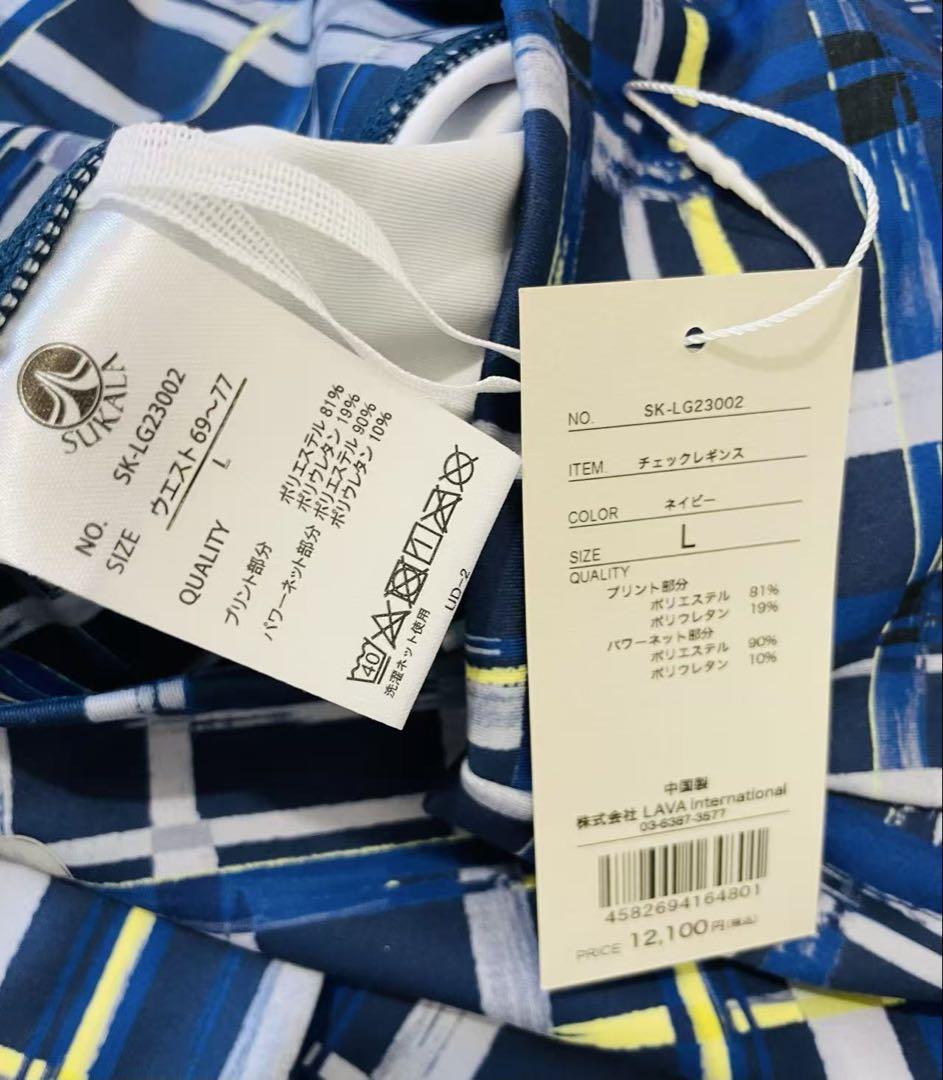 SUKALA
NO. SK-LG23002
SIZE ウエスト 69〜77
L
QUALITY
プリント部分 ポリエステル 81%
ポリウレタン 19%
パワーネット部分 ポリエステル 90%
ポリウレタン 10%
40
洗濯ネット使用
UD-2
NO. SK-LG23002
ITEM. チェックレギンス
COLOR ネイビー
SIZE L
QUALITY
プリント部分
ポリエステル 81%
ポリウレタン 19%
パワーネット部分
ポリエステル 90%
ポリウレタン 10%
中国製
株式会社 LAVA international
03-6387-3577
4582694164801
PRICE 12,100円(税込)